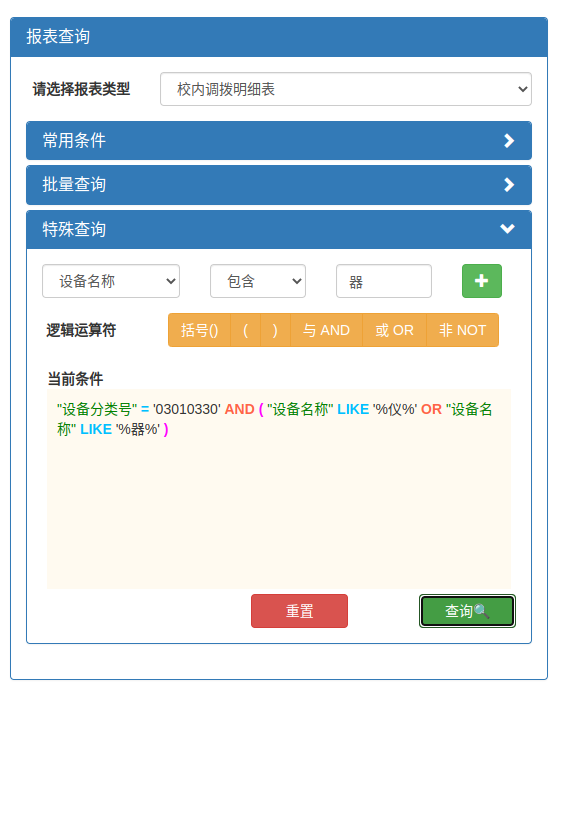 报表查询
请选择报表类型 校内调拨明细表
常用条件
批量查询
特殊查询
设备名称 包含 器
逻辑运算符 括号() ( ) 与 AND 或 OR 非 NOT
当前条件
"设备分类号" = '03010330' AND ( "设备名称" LIKE '%仪%' OR "设备名
称" LIKE '%器%' )
重置 查询